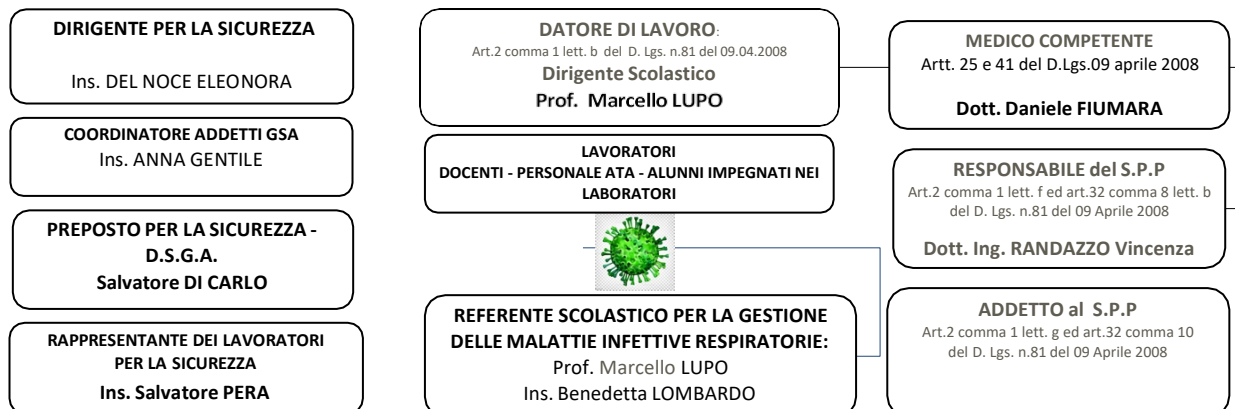 DIRIGENTE PER LA SICUREZZA
Ins. DEL NOCE ELEONORA
COORDINATORE ADDETTI GSA
Ins. ANNA GENTILE
PREPOSTO PER LA SICUREZZA -
D.S.G.A.
Salvatore DI CARLO
RAPPRESENTANTE DEI LAVORATORI
PER LA SICUREZZA
Ins. Salvatore PERA
DATORE DI LAVORO:
Art.2 comma 1 lett. b del D. Lgs. n.81 del 09.04.2008
Dirigente Scolastico
Prof. Marcello LUPO
LAVORATORI
DOCENTI - PERSONALE ATA - ALUNNI IMPEGNATI NEI
LABORATORI
REFERENTE SCOLASTICO PER LA GESTIONE
DELLE MALATTIE INFETTIVE RESPIRATORIE:
Prof. Marcello LUPO
Ins. Benedetta LOMBARDO
MEDICO COMPETENTE
Artt. 25 e 41 del D.Lgs.09 aprile 2008
Dott. Daniele FIUMARA
RESPONSABILE del S.P.P
Art.2 comma 1 lett. f ed art.32 comma 8 lett. b
del D. Lgs. n.81 del 09 Aprile 2008
Dott. Ing. RANDAZZO Vincenza
ADDETTO al S.P.P
Art.2 comma 1 lett. g ed art.32 comma 10
del D. Lgs. n.81 del 09 Aprile 2008